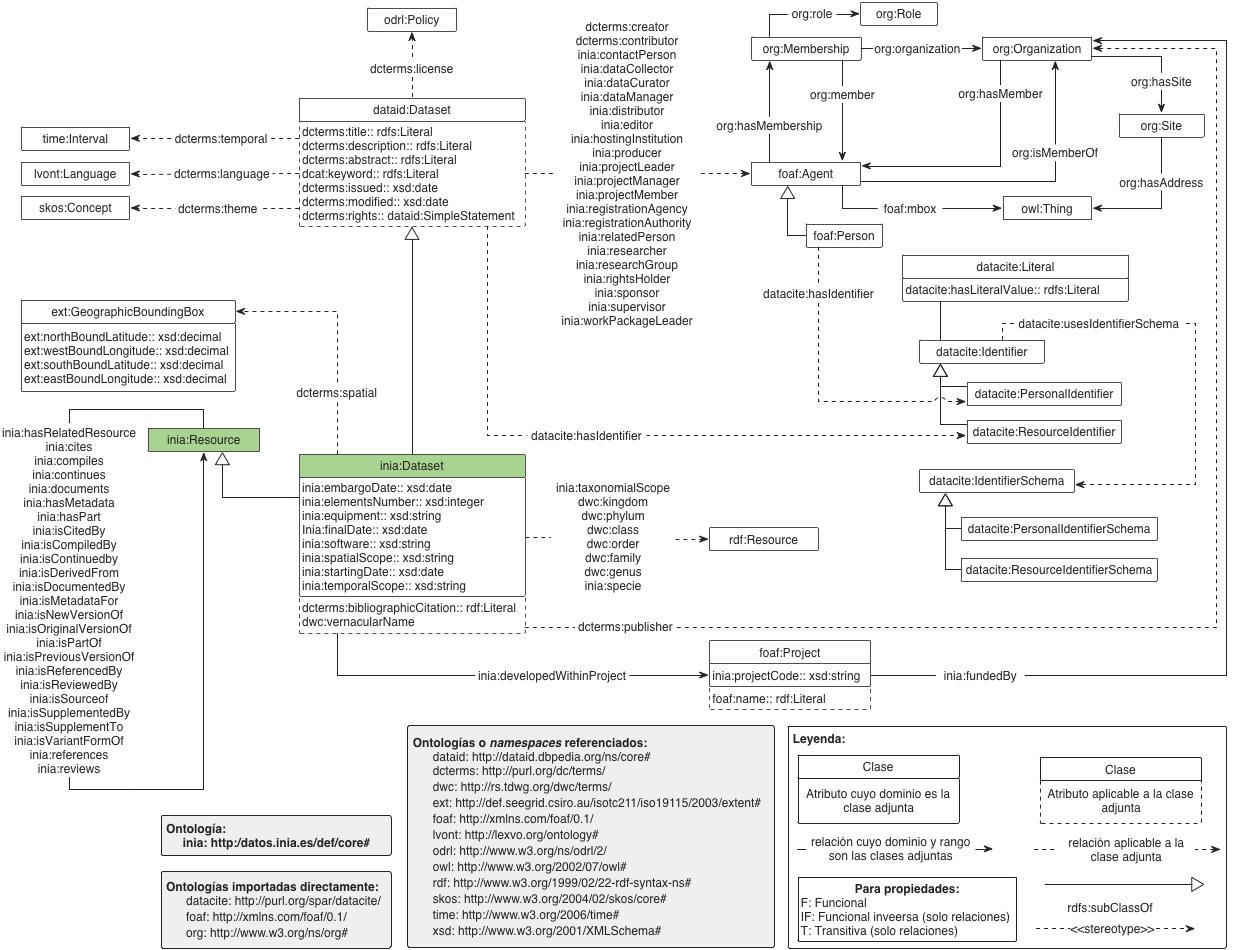 odrl:Policy
dcterms:license
dataid:Dataset
dcterms:title:: rdfs:Literal
dcterms:description:: rdfs:Literal
dcterms:abstract:: rdfs:Literal
dcat:keyword:: rdfs:Literal
dcterms:issued:: xsd:date
dcterms:modified:: xsd:date
dcterms:rights:: dataid:SimpleStatement
time:Interval
dcterms:temporal
lvont:Language
dcterms:language
skos:Concept
dcterms:theme
dcterms:creator
dcterms:contributor
inia:contactPerson
inia:dataCollector
inia:dataCurator
inia:dataManager
inia:distributor
inia:editor
inia:hostingInstitution
inia:producer
inia:projectLeader
inia:projectManager
inia:projectMember
inia:registrationAgency
inia:registrationAuthority
inia:relatedPerson
inia:researcher
inia:researchGroup
inia:rightsHolder
inia:sponsor
inia:supervisor
inia:workPackageLeader
org:role
org:Role
org:Membership
org:organization
org:Organization
org:hasMembership
org:member
org:hasMember
org:isMemberOf
org:hasSite
org:Site
org:hasAddress
foaf:Agent
foaf:mbox
owl:Thing
foaf:Person
datacite:hasIdentifier
datacite:Literal
datacite:hasLiteralValue:: rdfs:Literal
datacite:usesIdentifierSchema
datacite:Identifier
datacite:PersonalIdentifier
datacite:ResourceIdentifier
datacite:hasIdentifier
datacite:IdentifierSchema
datacite:PersonalIdentifierSchema
datacite:ResourceIdentifierSchema
ext:GeographicBoundingBox
ext:northBoundLatitude:: xsd:decimal
ext:westBoundLongitude:: xsd:decimal
ext:southBoundLatitude:: xsd:decimal
ext:eastBoundLongitude:: xsd:decimal
dcterms:spatial
inia:Resource
inia:hasRelatedResource
inia:cites
inia:compiles
inia:continues
inia:documents
inia:hasMetadata
inia:hasPart
inia:isCitedBy
inia:isCompiledBy
inia:isContinuedby
inia:isDerivedFrom
inia:isDocumentedBy
inia:isMetadataFor
inia:isNewVersionOf
inia:isOriginalVersionOf
inia:isPartOf
inia:isPreviousVersionOf
inia:isReferencedBy
inia:isReviewedBy
inia:isSourceof
inia:isSupplementedBy
inia:isSupplementTo
inia:isVariantFormOf
inia:references
inia:reviews
inia:Dataset
inia:embargoDate:: xsd:date
inia:elementsNumber:: xsd:integer
inia:equipment:: xsd:string
inia:finalDate:: xsd:date
inia:software:: xsd:string
inia:spatialScope:: xsd:string
inia:startingDate:: xsd:date
inia:temporalScope:: xsd:string
dcterms:bibliographicCitation:: rdf:Literal
dwc:vernacularName
inia:taxonomialScope
dwc:kingdom
dwc:phylum
dwc:class
dwc:order
dwc:family
dwc:genus
inia:specie
rdf:Resource
dcterms:publisher
inia:developedWithinProject
foaf:Project
inia:projectCode:: xsd:string
foaf:name:: rdf:Literal
inia:fundedBy
Ontología:
inia: http:/datos.inia.es/def/core#
Ontologías importadas directamente:
datacite: http://purl.org/spar/datacite/
foaf: http://xmlns.com/foaf/0.1/
org: http://www.w3.org/ns/org#
Ontologías o namespaces referenciados:
dataid: http://dataid.dbpedia.org/ns/core#
dcterms: http://purl.org/dc/terms/
dwc: http://rs.tdwg.org/dwc/terms/
ext: http://def.seegrid.csiro.au/isotc211/iso19115/2003/extent#
foaf: http://xmlns.com/foaf/0.1/
lvont: http://lexvo.org/ontology#
odrl: http://www.w3.org/ns/odrl/2/
owl: http://www.w3.org/2002/07/owl#
rdf: http://www.w3.org/1999/02/22-rdf-syntax-ns#
skos: http://www.w3.org/2004/02/skos/core#
time: http://www.w3.org/2006/time#
xsd: http://www.w3.org/2001/XMLSchema#
Leyenda:
Clase
Atributo cuyo dominio es la
clase adjunta
Clase
Atributo aplicable a la clase
adjunta
relación cuyo dominio y rango
son las clases adjuntas
relación aplicable a la
clase adjunta
Para propiedades:
F: Funcional
IF: Funcional inveersa (solo relaciones)
T: Transitiva (solo relaciones)
rdfs:subClassOf
<<stereotype>>